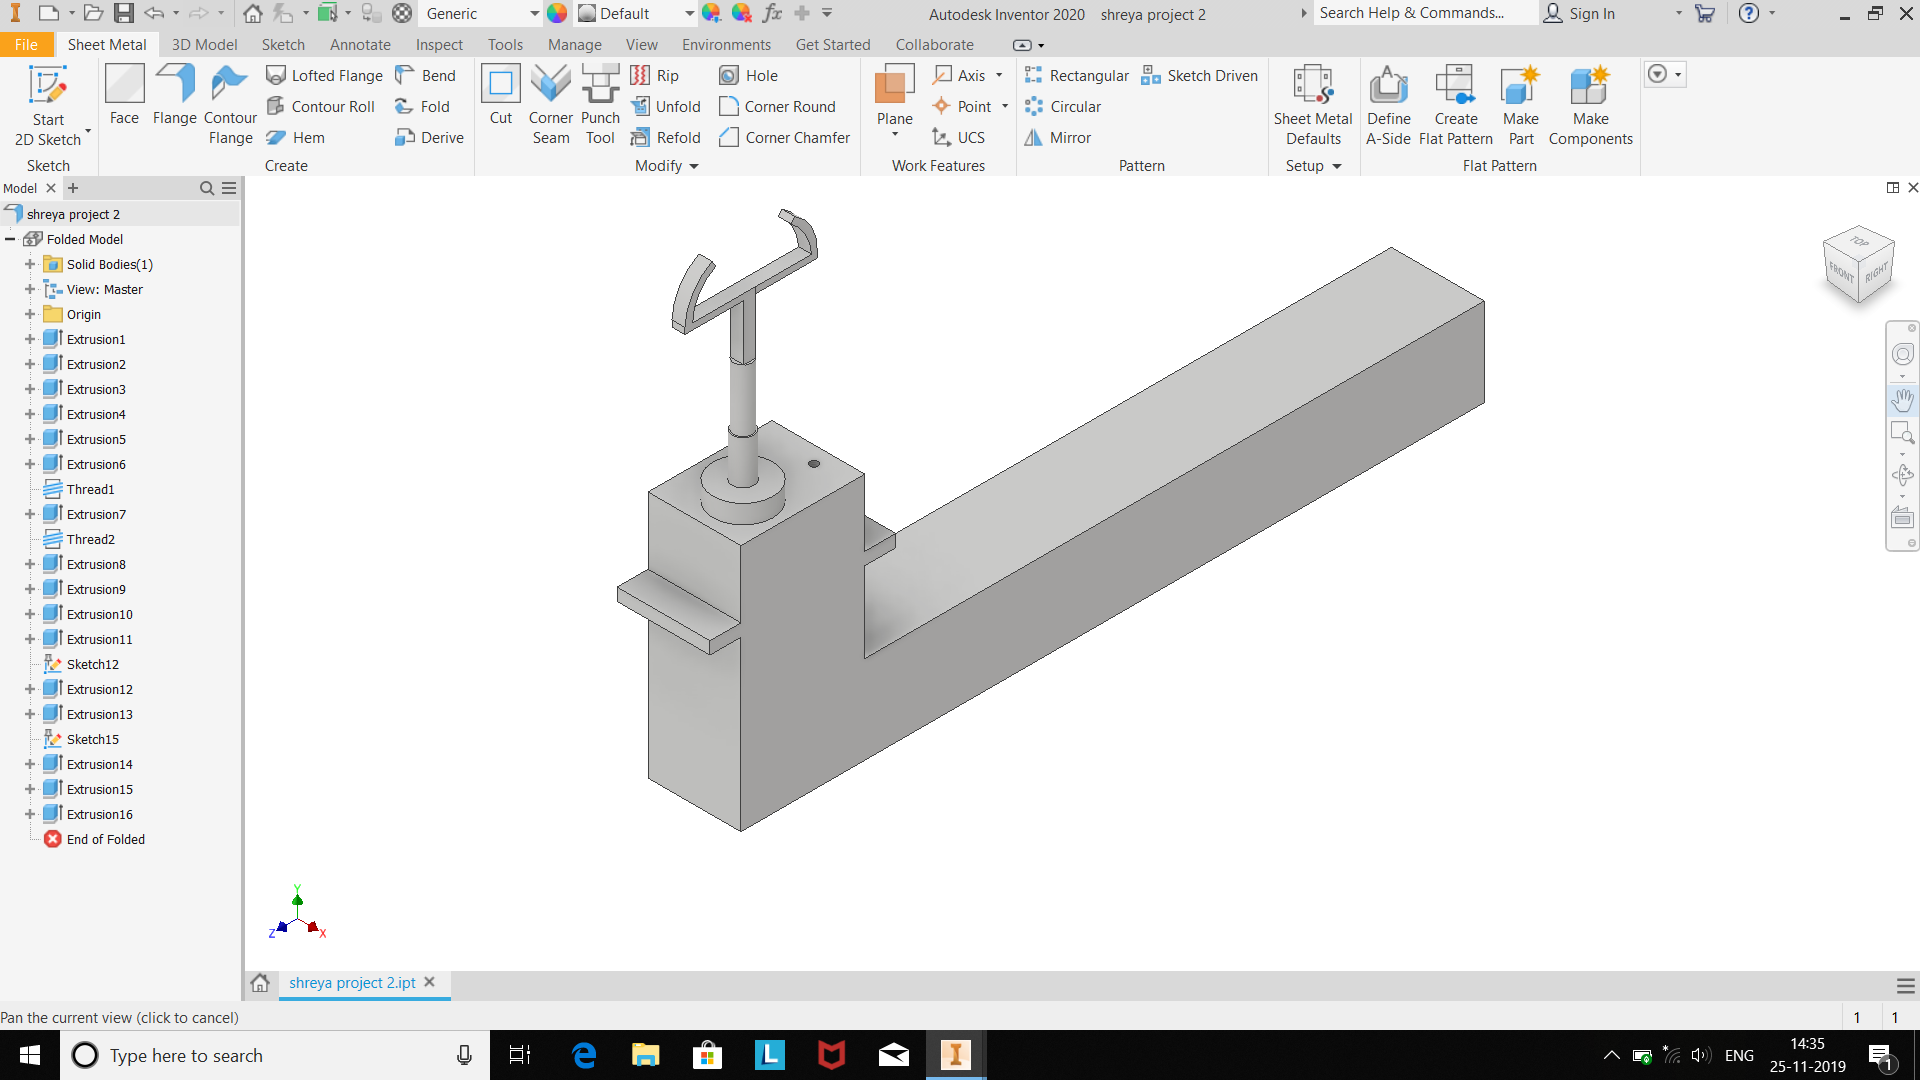 Generic
Default
Autodesk Inventor 2020 shreya project 2
Search Help & Commands...
Sign In
File Sheet Metal 3D Model Sketch Annotate Inspect Tools Manage View Environments Get Started Collaborate
Start
2D Sketch
Sketch
Face
Flange
Contour
Flange
Lofted Flange
Contour Roll
Hem
Bend
Fold
Derive
Create
Cut
Corner
Seam
Punch
Tool
Rip
Unfold
Refold
Hole
Corner Round
Corner Chamfer
Modify
Plane
Axis
Point
UCS
Work Features
Rectangular
Circular
Mirror
Sketch Driven
Pattern
Sheet Metal
Defaults
Setup
Define
A-Side
Create
Flat Pattern
Make
Part
Make
Components
Flat Pattern
Model
shreya project 2
Folded Model
Solid Bodies(1)
View: Master
Origin
Extrusion1
Extrusion2
Extrusion3
Extrusion4
Extrusion5
Extrusion6
Thread1
Extrusion7
Thread2
Extrusion8
Extrusion9
Extrusion10
Extrusion11
Sketch12
Extrusion12
Extrusion13
Sketch15
Extrusion14
Extrusion15
Extrusion16
End of Folded
TOP
FRONT
RIGHT
Y
Z
X
shreya project 2.ipt
Pan the current view (click to cancel)
1 1
Type here to search
ENG
14:35
25-11-2019
1